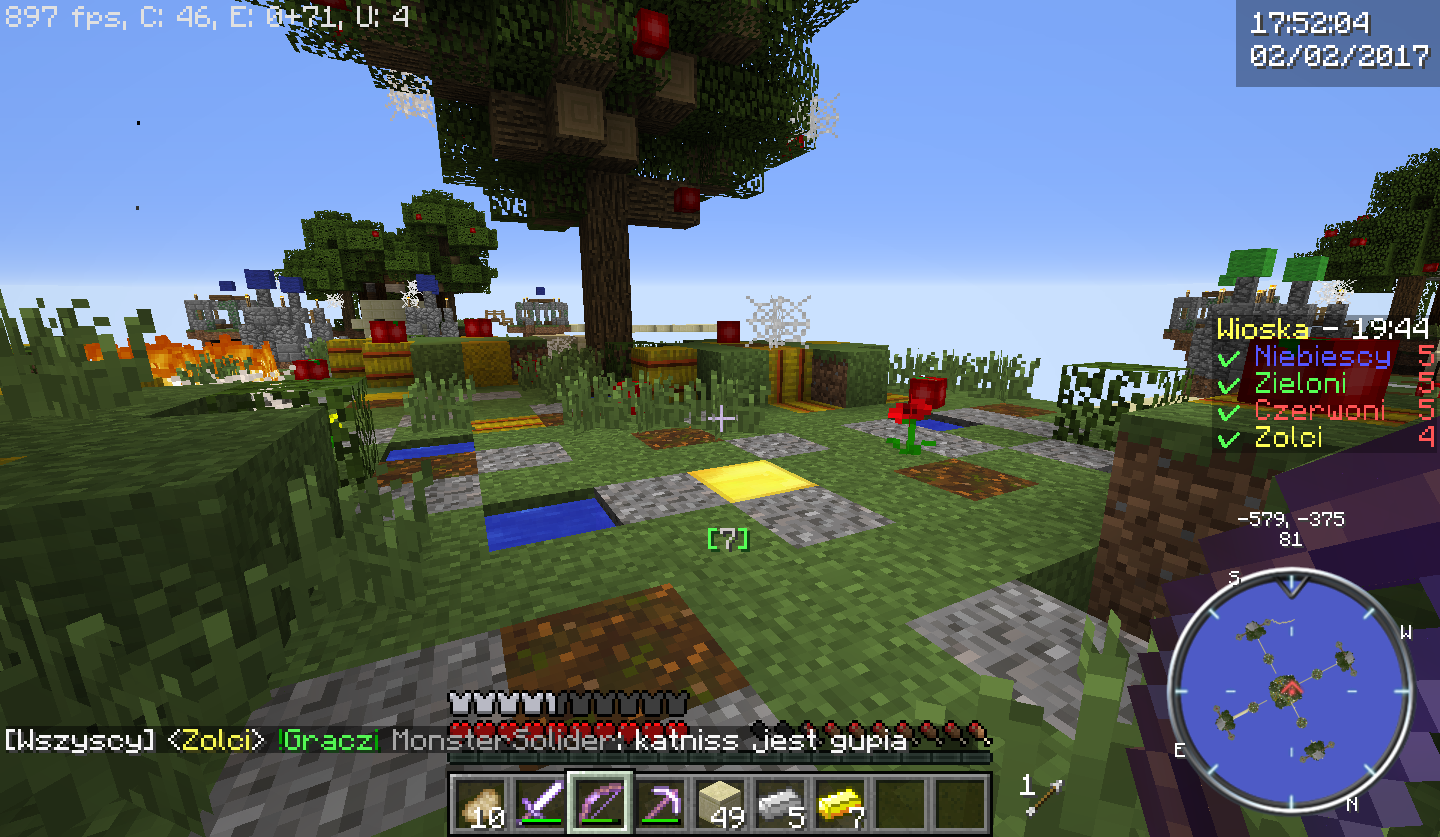 897 fps, C: 46, E: 0+71, U: 4
17:52:04
02/02/2017
Wioska - 19:44
✓ Niebiescy 5
✓ Zieloni 5
✓ Czerwoni 5
✓ Zolci 4
-579, -375
81
S
W
E
N
[7]
[Wszyscy] <Zolci> !Graczi MonsterSolider: katniss jest gupia
10
49
5
7
1